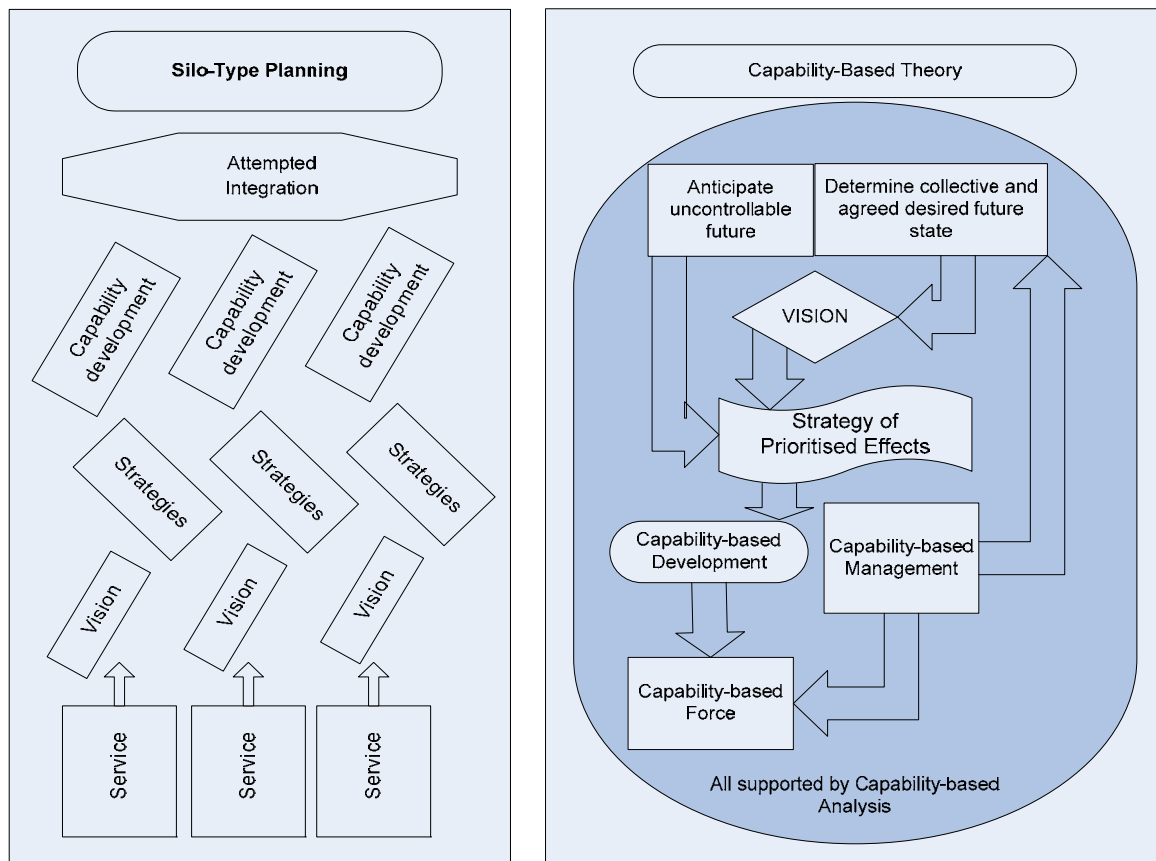 Silo-Type Planning
Attempted
Integration
Capability
development
Capability
development
Capability
development
Strategies
Strategies
Strategies
Vision
Vision
Vision
Service
Service
Service
Capability-Based Theory
Anticipate
uncontrollable
future
Determine collective and
agreed desired future
state
VISION
Strategy of
Prioritised Effects
Capability-based
Development
Capability-based
Management
Capability-based
Force
All supported by Capability-based
Analysis